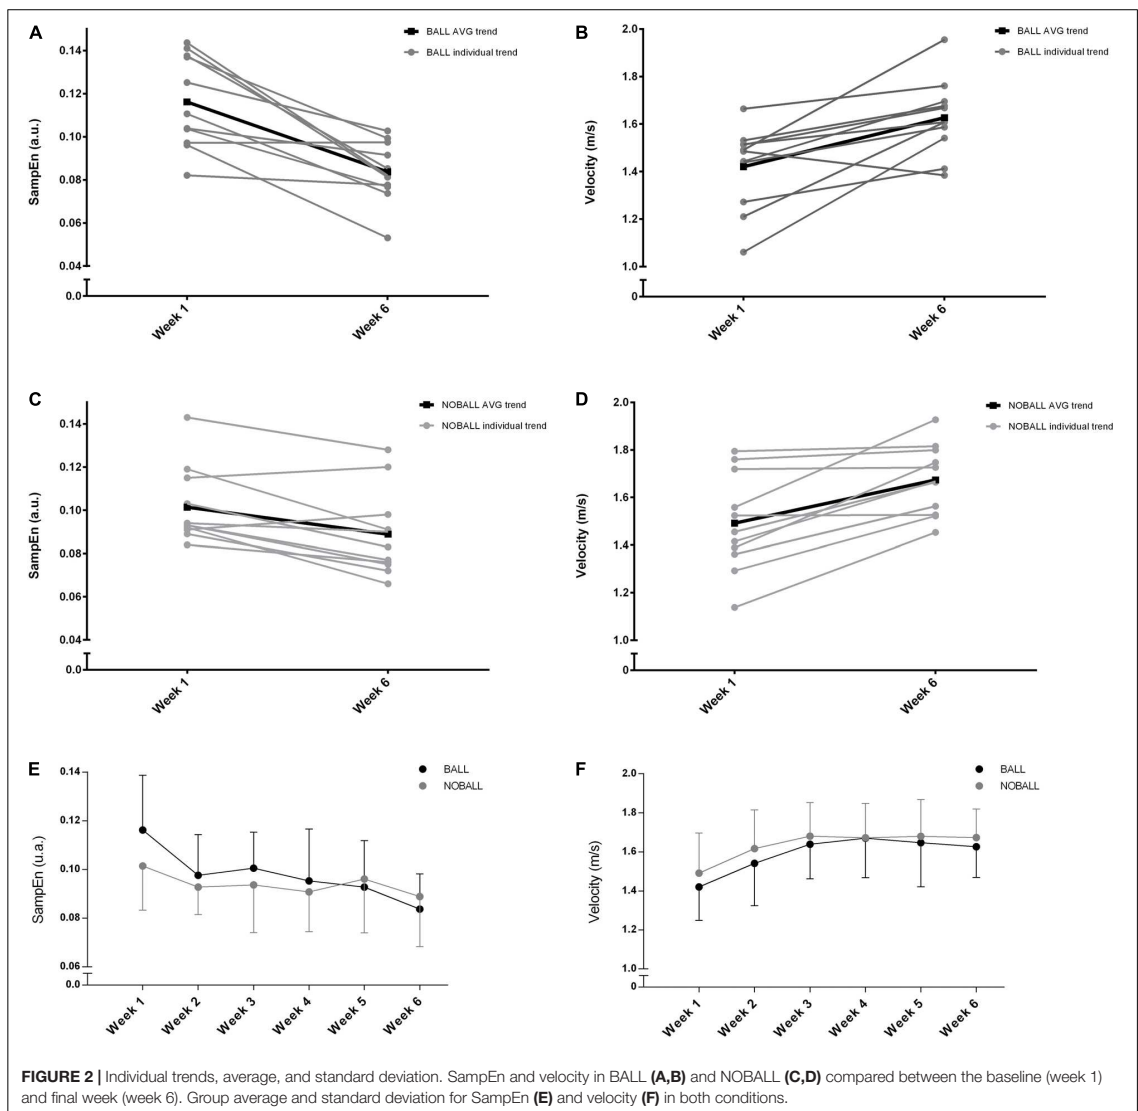 A
BALL AVG trend
BALL individual trend
SampEn (a.u.)
0.14
0.12
0.10
0.08
0.06
0.04
0.0
Week 1
Week 6
B
BALL AVG trend
BALL individual trend
Velocity (m/s)
2.0
1.8
1.6
1.4
1.2
1.0
0
Week 1
Week 6
C
NOBALL AVG trend
NOBALL individual trend
SampEn (a.u.)
0.14
0.12
0.10
0.08
0.06
0.04
0.0
Week 1
Week 6
D
NOBALL AVG trend
NOBALL individual trend
Velocity (m/s)
2.0
1.8
1.6
1.4
1.2
1.0
0
Week 1
Week 6
E
BALL
NOBALL
SampEn (u.a.)
0.14
0.12
0.10
0.08
0.06
0.0
Week 1
Week 2
Week 3
Week 4
Week 5
Week 6
F
BALL
NOBALL
Velocity (m/s)
2.0
1.8
1.6
1.4
1.2
1.0
0
Week 1
Week 2
Week 3
Week 4
Week 5
Week 6
FIGURE 2 | Individual trends, average, and standard deviation. SampEn and velocity in BALL (A,B) and NOBALL (C,D) compared between the baseline (week 1)
and final week (week 6). Group average and standard deviation for SampEn (E) and velocity (F) in both conditions.